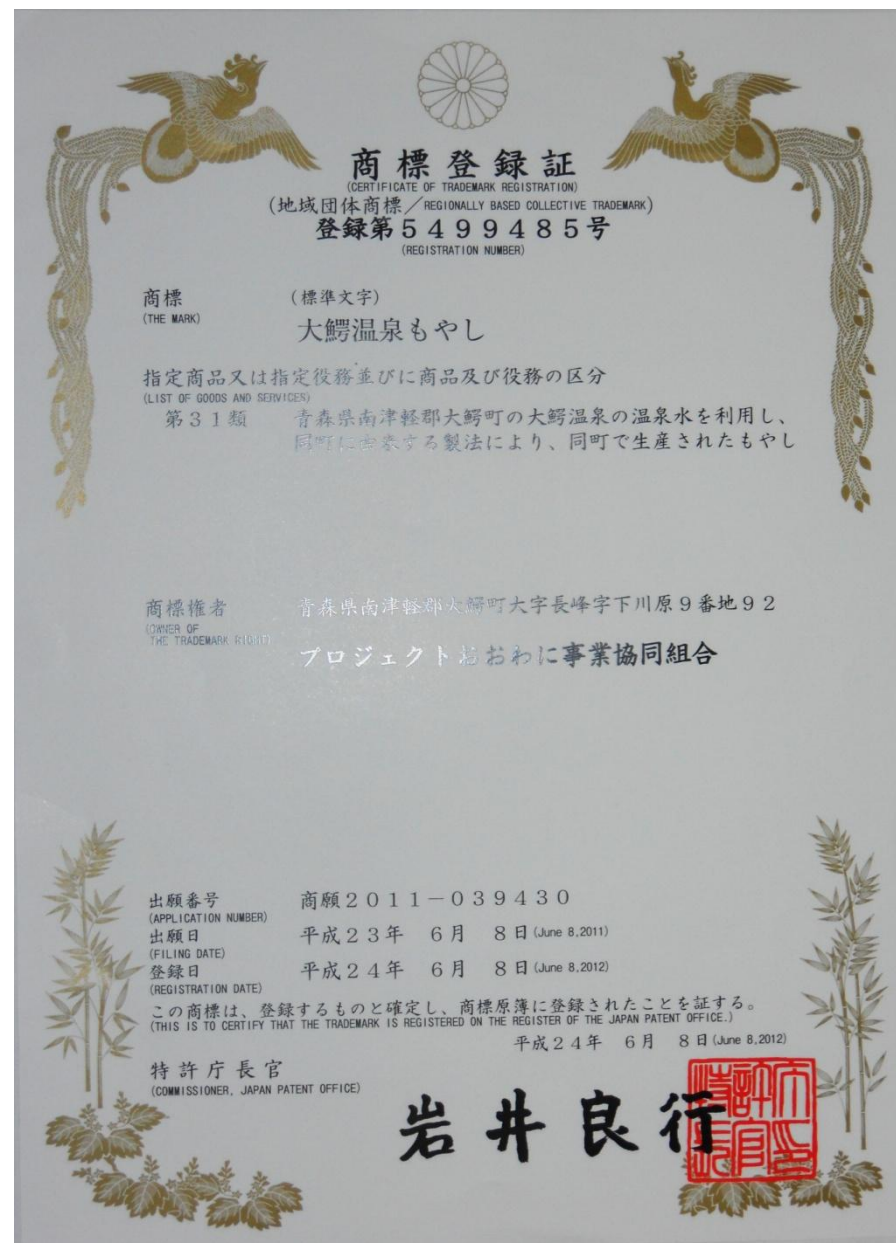 商標登録証
(CERTIFICATE OF TRADEMARK REGISTRATION)
(地域団体商標/REGIONALLY BASED COLLECTIVE TRADEMARK)
登録第5499485号
(REGISTRATION NUMBER)
商標 (標準文字)
(THE MARK)
大鰐温泉もやし
指定商品又は指定役務並びに商品及び役務の区分
(LIST OF GOODS AND SERVICES)
第31類 青森県南津軽郡大鰐町の大鰐温泉の温泉水を利用し、
同町に由来する製法により、同町で生産されたもやし
商標権者 青森県南津軽郡大鰐町大字長峰字下川原9番地92
(OWNER OF
THE TRADEMARK RIGHT)
プロジェクトおおわに事業協同組合
出願番号 商願2011-039430
(APPLICATION NUMBER)
出願日 平成23年 6月 8日(June 8,2011)
(FILING DATE)
登録日 平成24年 6月 8日(June 8,2012)
(REGISTRATION DATE)
この商標は、登録するものと確定し、商標原簿に登録されたことを証する。
(THIS IS TO CERTIFY THAT THE TRADEMARK IS REGISTERED ON THE REGISTER OF THE JAPAN PATENT OFFICE.)
平成24年 6月 8日(June 8,2012)
特許庁長官
(COMMISSIONER, JAPAN PATENT OFFICE)
岩井良行